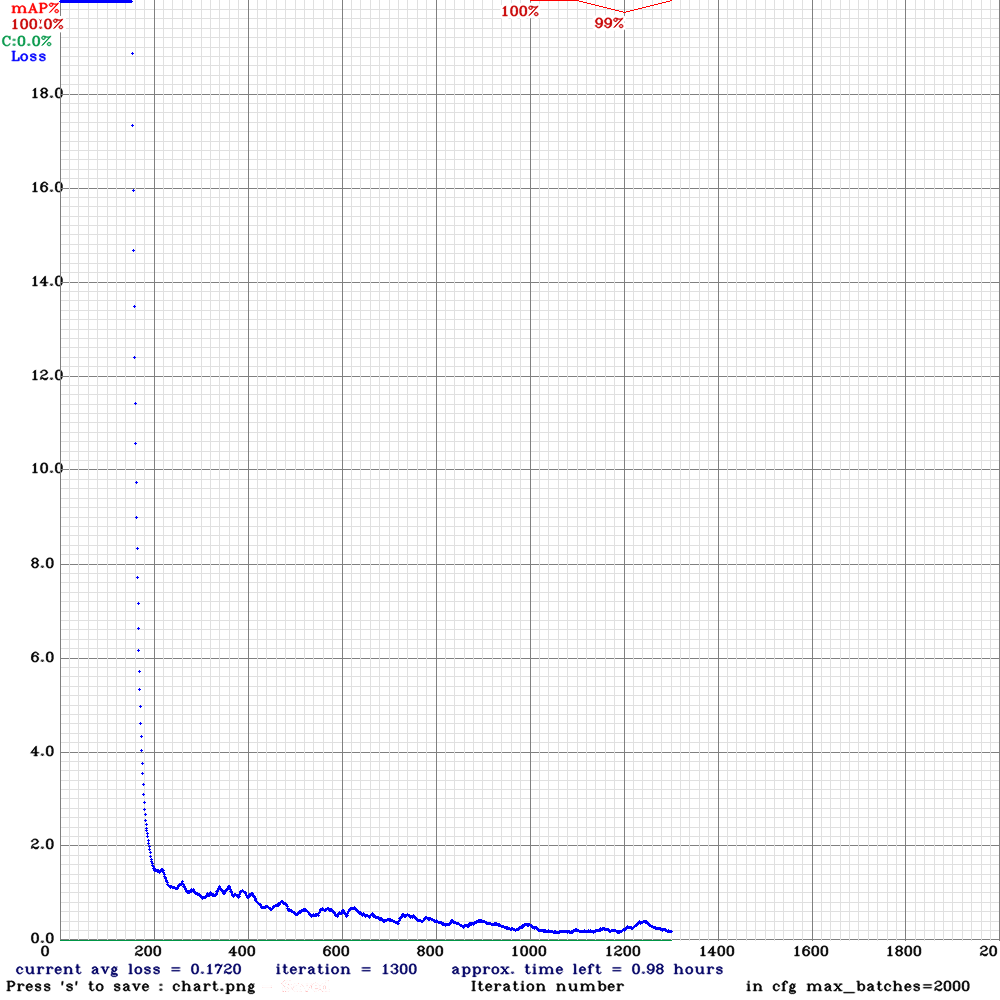 mAP%
100:0%
C:0.0%
Loss
100%
99%
18.0
16.0
14.0
12.0
10.0
8.0
6.0
4.0
2.0
0.0
0 200 400 600 800 1000 1200 1400 1600 1800 20
current avg loss = 0.1720 iteration = 1300 approx. time left = 0.98 hours
Press 's' to save : chart.png Iteration number in cfg max_batches=2000